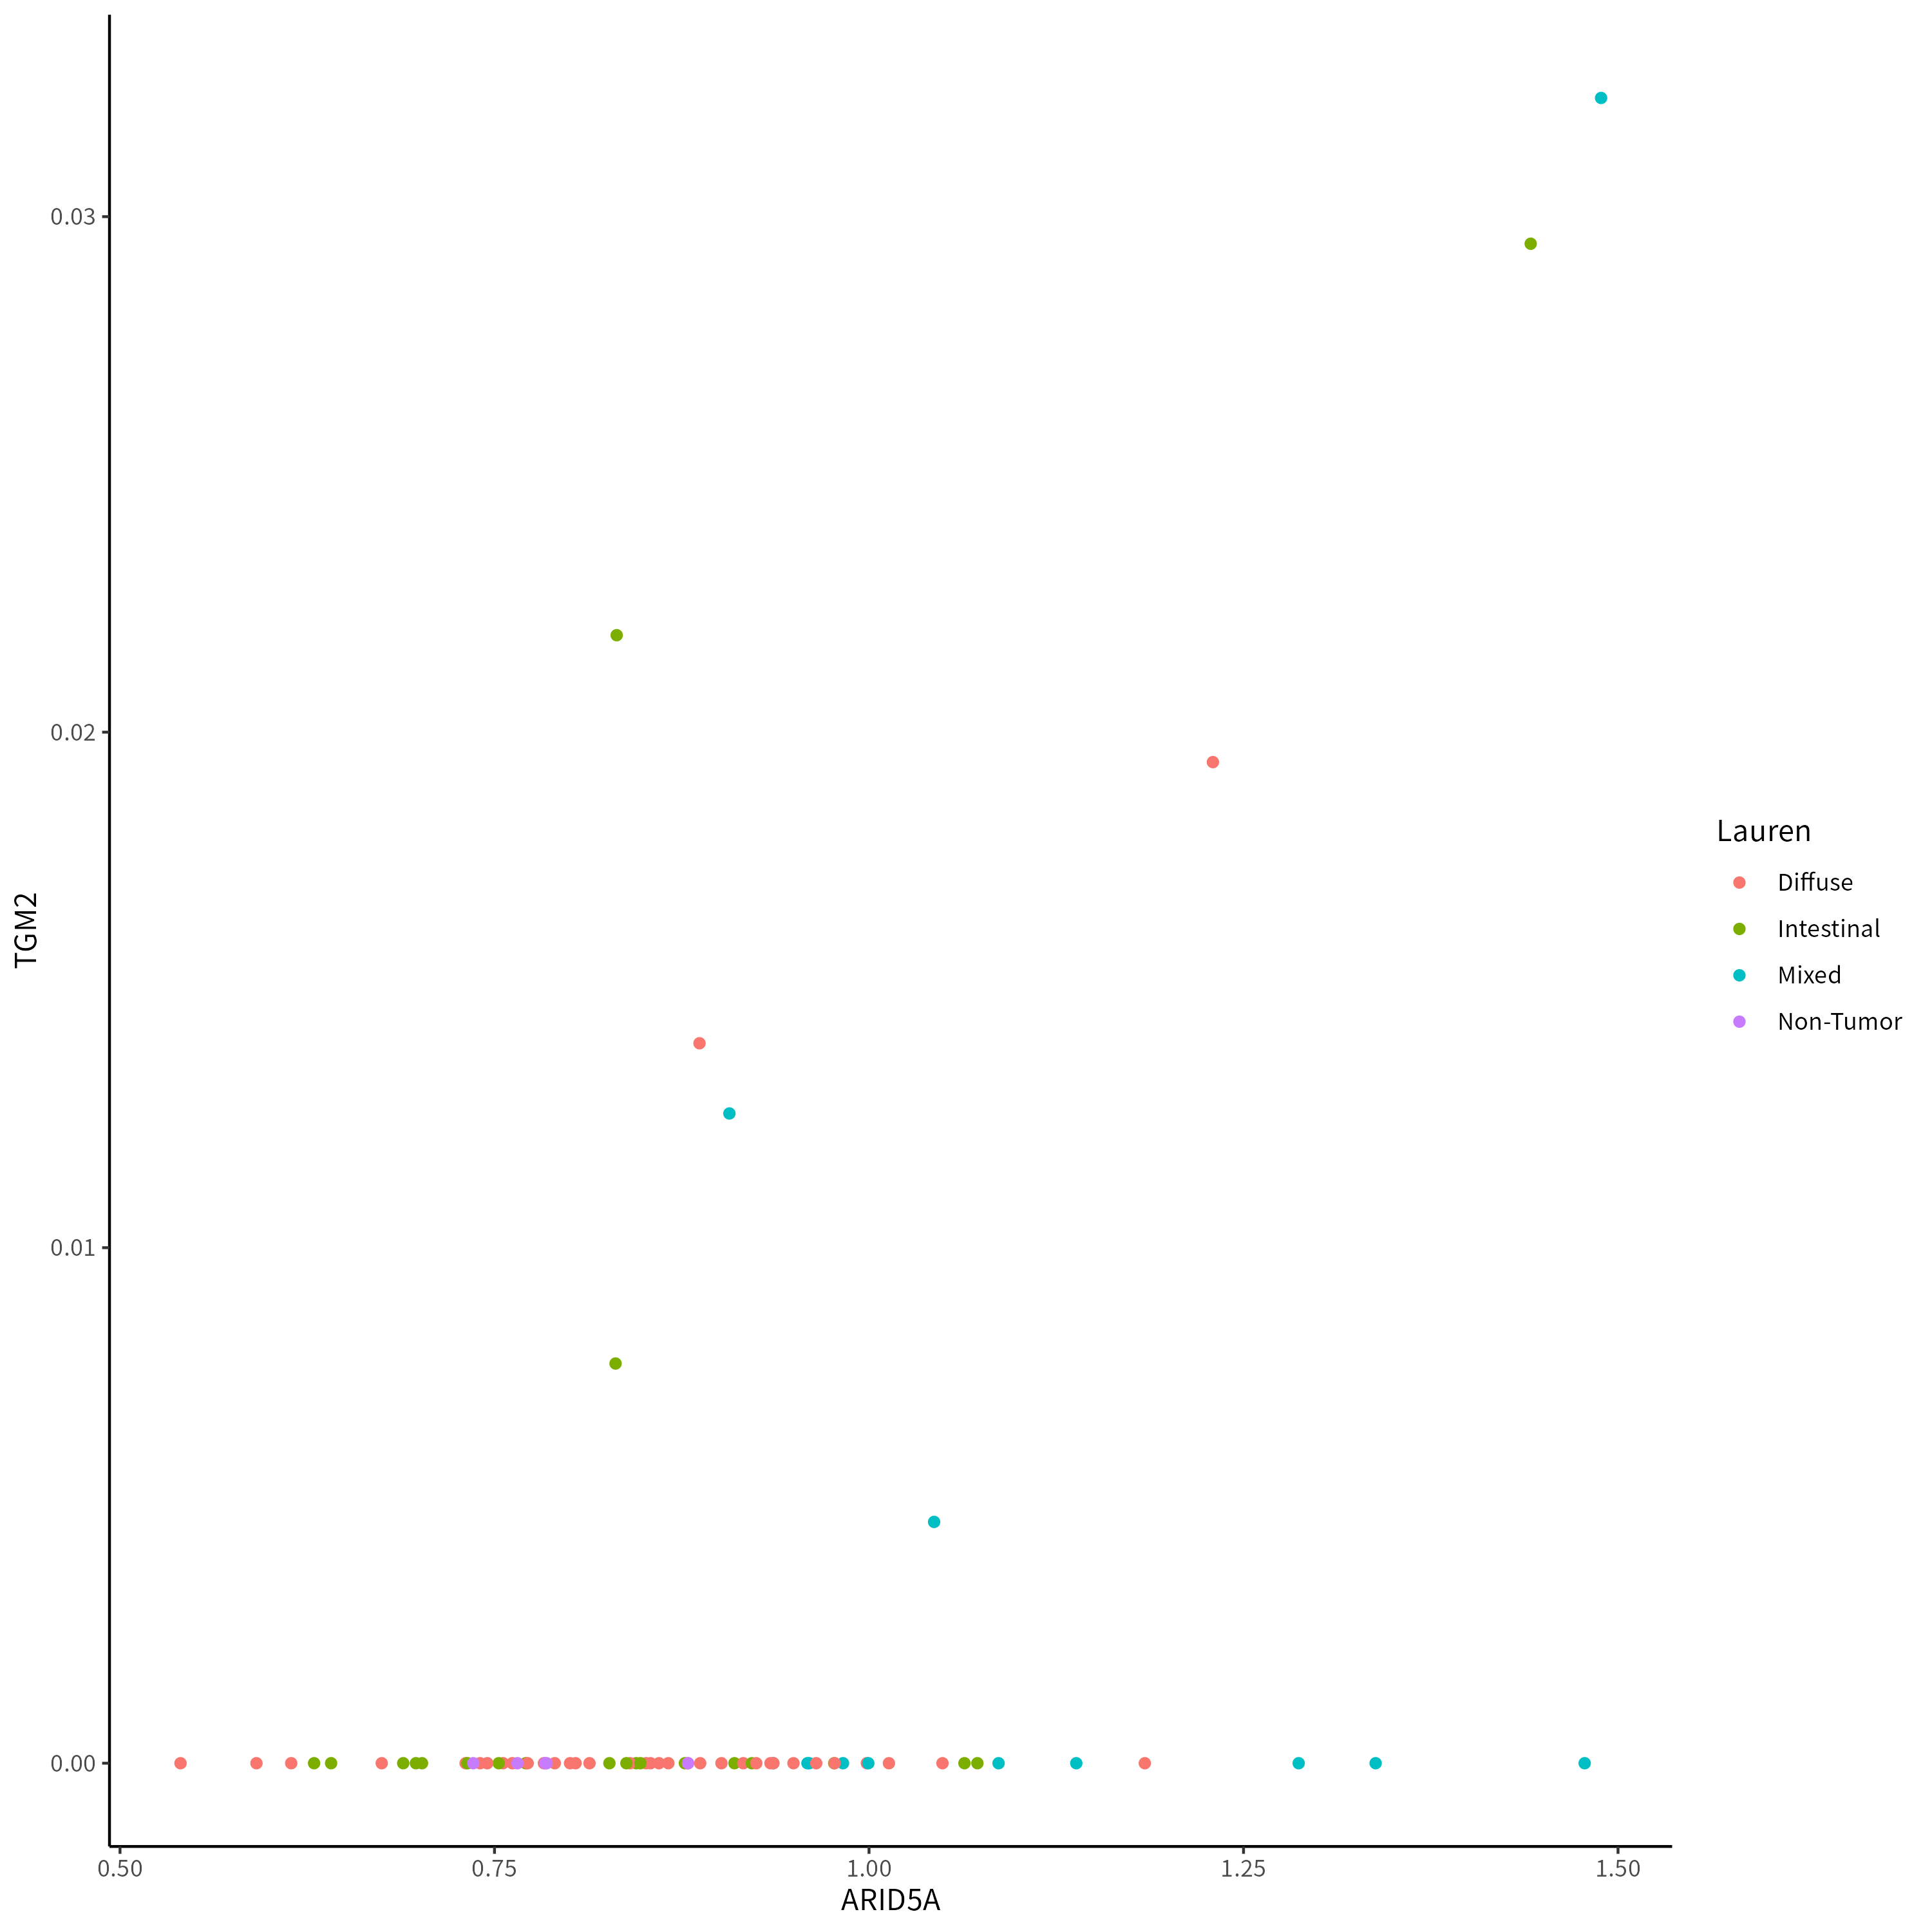 0.03
0.02
0.01
0.00
TGM2
0.50
0.75
1.00
1.25
1.50
ARID5A
Lauren
Diffuse
Intestinal
Mixed
Non-Tumor